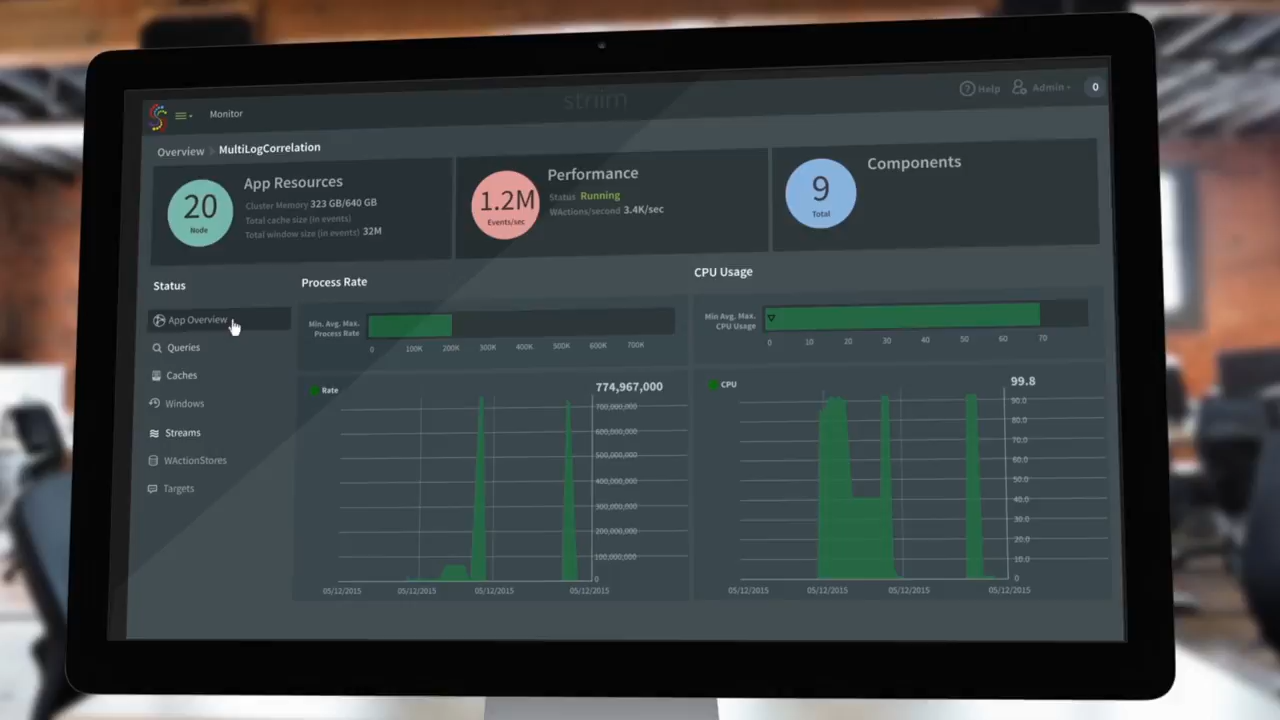 striim
Monitor
Help
Admin
0
Overview > MultiLogCorrelation
20
Node
App Resources
Cluster Memory 323 GB/640 GB
Total cache size (in events)
Total window size (in events) 32M
1.2M
Events/sec
Performance
Status Running
WActions/second 3.4K/sec
9
Total
Components
Status
App Overview
Queries
Caches
Windows
Streams
WActionStores
Targets
Process Rate
Min. Avg. Max.
Process Rate
0 100K 200K 300K 400K 500K 600K 700K
Rate
774,967,000
700,000,000
600,000,000
500,000,000
400,000,000
300,000,000
200,000,000
100,000,000
0
05/12/2015 05/12/2015 05/12/2015 05/12/2015
CPU Usage
Min Avg. Max.
CPU Usage
0 10 20 30 40 50 60 70
CPU
99.8
90.0
80.0
70.0
60.0
50.0
40.0
30.0
20.0
10.0
0
05/12/2015 05/12/2015 05/12/2015 05/12/2015